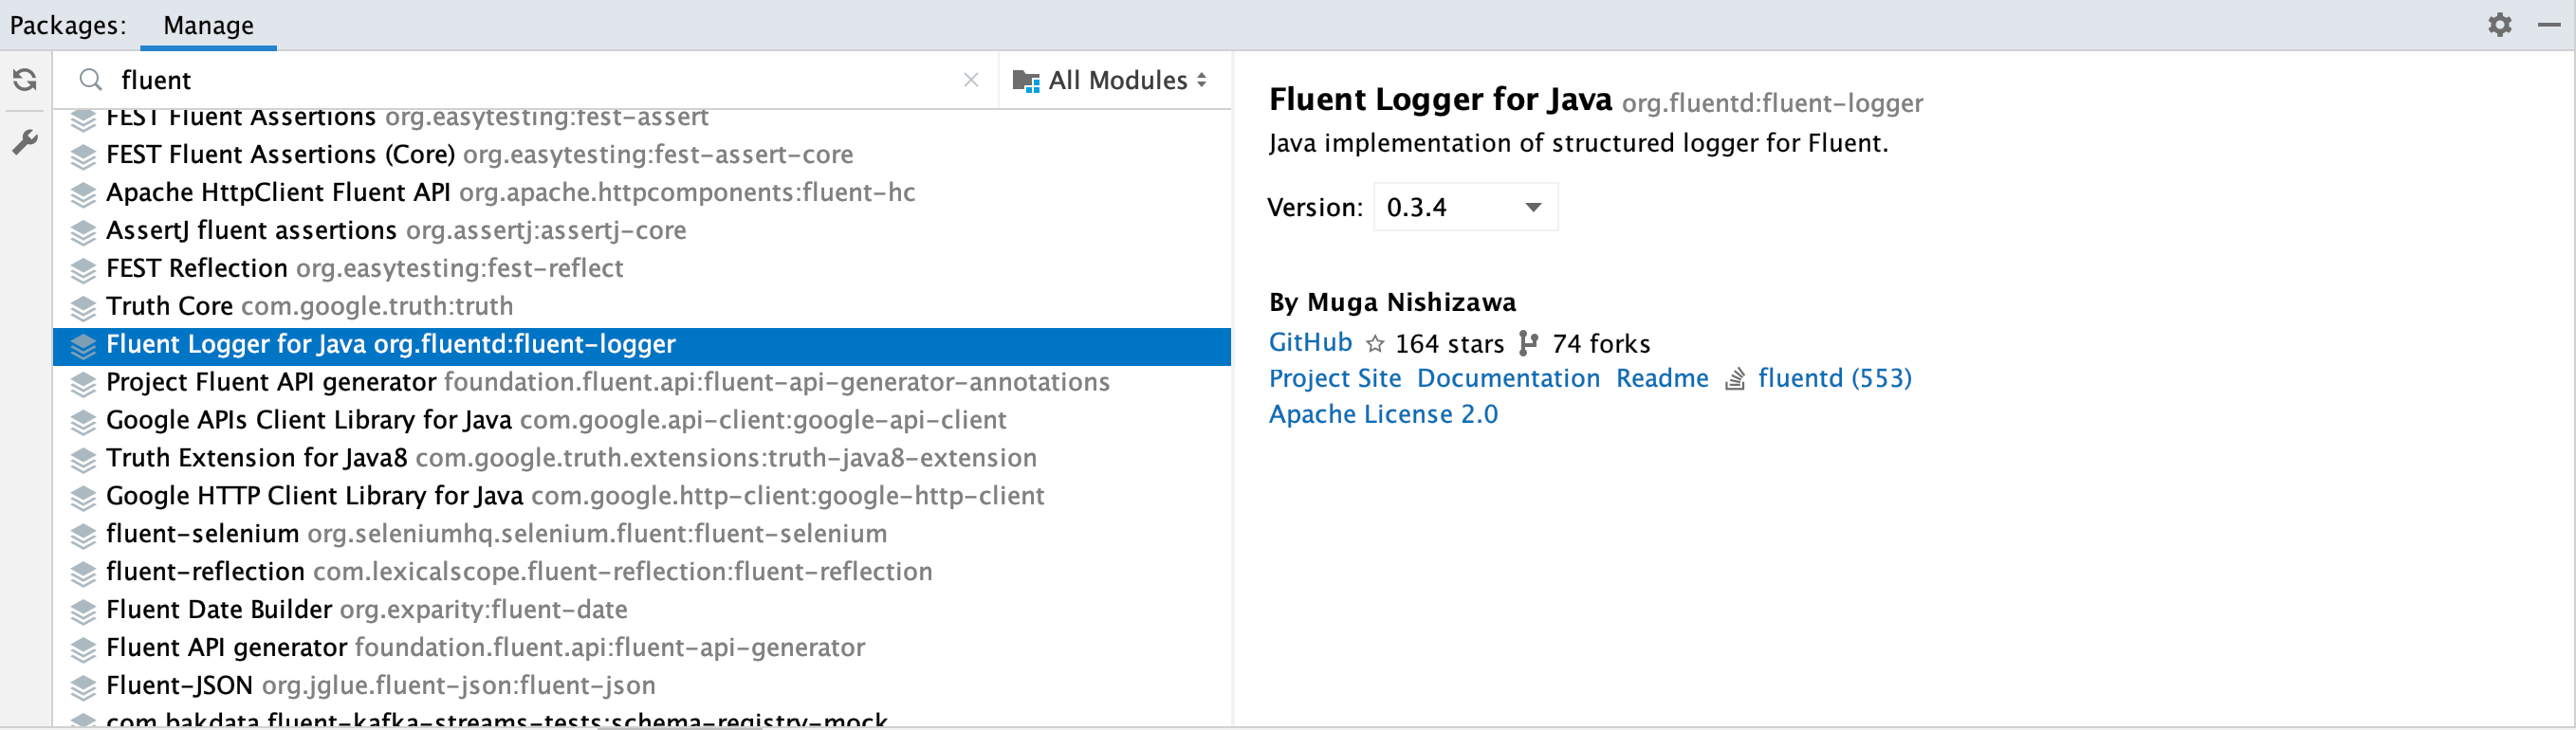 Packages: Manage
fluent All Modules
FEST Fluent Assertions org.easytesting:fest-assert
FEST Fluent Assertions (Core) org.easytesting:fest-assert-core
Apache HttpClient Fluent API org.apache.httpcomponents:fluent-hc
AssertJ fluent assertions org.assertj:assertj-core
FEST Reflection org.easytesting:fest-reflect
Truth Core com.google.truth:truth
Fluent Logger for Java org.fluentd:fluent-logger
Project Fluent API generator foundation.fluent.api:fluent-api-generator-annotations
Google APIs Client Library for Java com.google.api-client:google-api-client
Truth Extension for Java8 com.google.truth.extensions:truth-java8-extension
Google HTTP Client Library for Java com.google.http-client:google-http-client
fluent-selenium org.seleniumhq.selenium.fluent:fluent-selenium
fluent-reflection com.lexicalscope.fluent-reflection:fluent-reflection
Fluent Date Builder org.exparity:fluent-date
Fluent API generator foundation.fluent.api:fluent-api-generator
Fluent-JSON org.jglue.fluent-json:fluent-json
com.bakdata.fluent-kafka-streams-tests:schema-registry-mock
Fluent Logger for Java org.fluentd:fluent-logger
Java implementation of structured logger for Fluent.
Version: 0.3.4
By Muga Nishizawa
GitHub 164 stars 74 forks
Project Site Documentation Readme fluentd (553)
Apache License 2.0